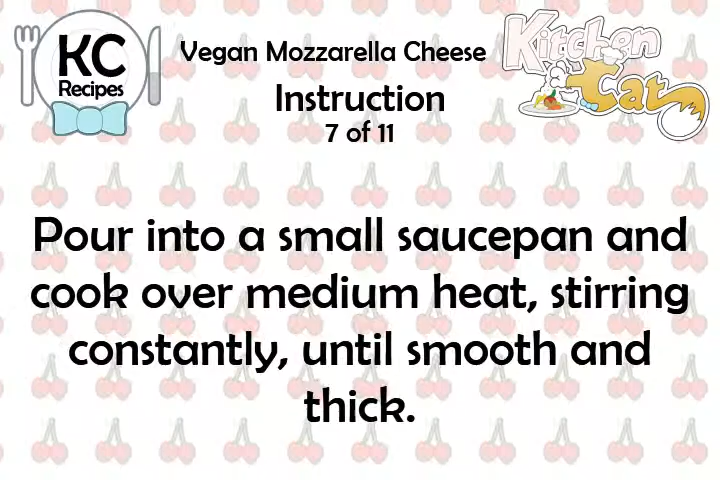 KC
Recipes
Vegan Mozzarella Cheese
Instruction
7 of 11
Kitchen
Cat
Pour into a small saucepan and
cook over medium heat, stirring
constantly, until smooth and
thick.